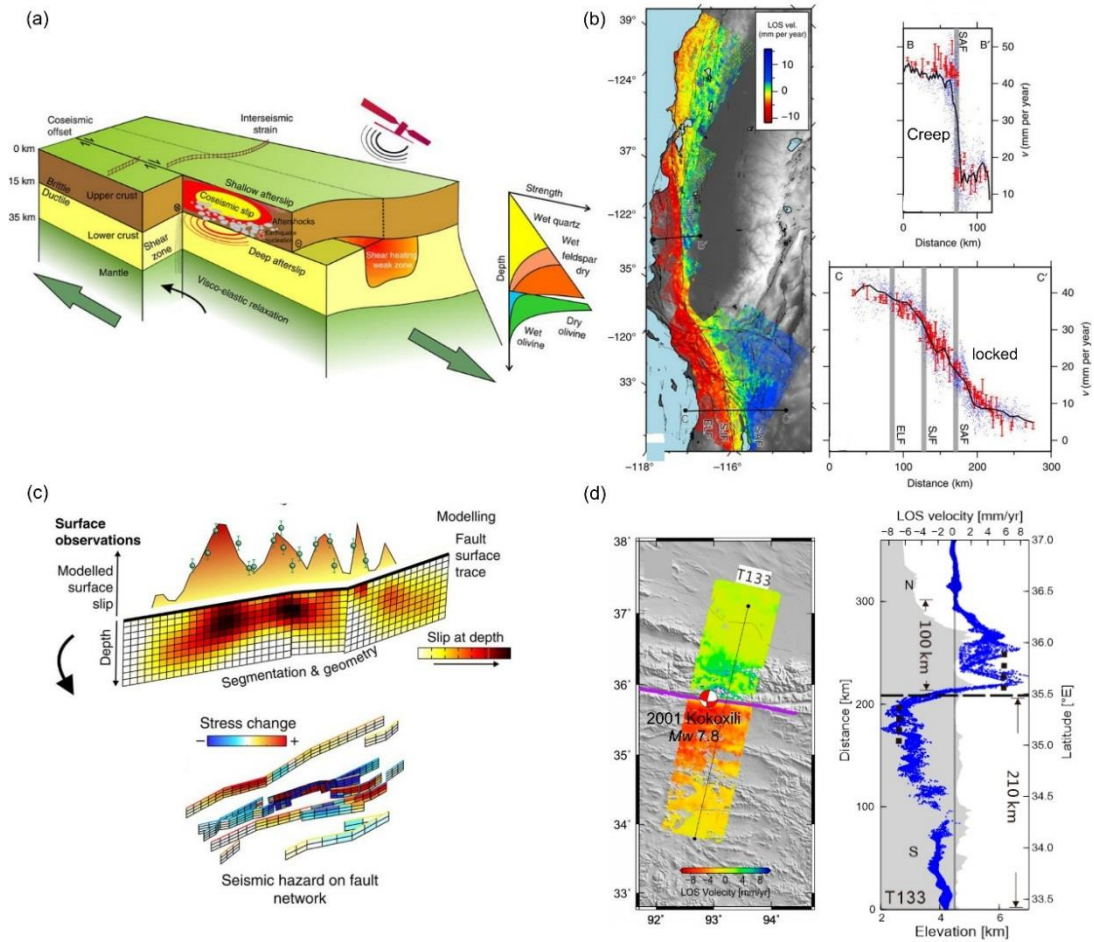 (a)
Coseismic
offset
Interseismic
strain
0 km
15 km
35 km
Brittle
Ductile
Upper crust
Lower crust
Mantle
Shear
zone
Shallow afterslip
Coseismic slip
Aftershocks
Earthquake
nucleation
Deep afterslip
Visco-elastic relaxation
Shear heating
weak zone
Strength
Depth
Wet quartz
Wet
feldspar
dry
Wet
olivine
Dry
olivine
(b)
LOS vel.
(mm per year)
10
0
−10
39°
−124°
37°
−122°
35°
−120°
33°
−118°
−116°
B'
C
C'
ELF
SJF
SAF
B
SAF
B'
50
40
30
20
10
v (mm per year)
Creep
0
100
Distance (km)
C
C'
40
30
20
10
0
v (mm per year)
locked
ELF
SJF
SAF
0
100
200
300
Distance (km)
(c)
Surface
observations
Modelled
surface
slip
Depth
Modelling
Fault
surface
trace
Segmentation & geometry
Slip at depth
Stress change
− +
Seismic hazard on fault
network
(d)
38°
37°
36°
35°
34°
33°
92°
93°
94°
T133
2001 Kokoxili
Mw 7.8
−8 −4 0 4 8
LOS Volecity [mm/yr]
LOS velocity [mm/yr]
−6 −4 −2 0 2 4 6 8
N
S
100 km
210 km
T133
Distance [km]
300
200
100
0
37.0
36.5
36.0
35.5
35.0
34.5
34.0
33.5
Latitude [°E]
2 4 6
Elevation [km]